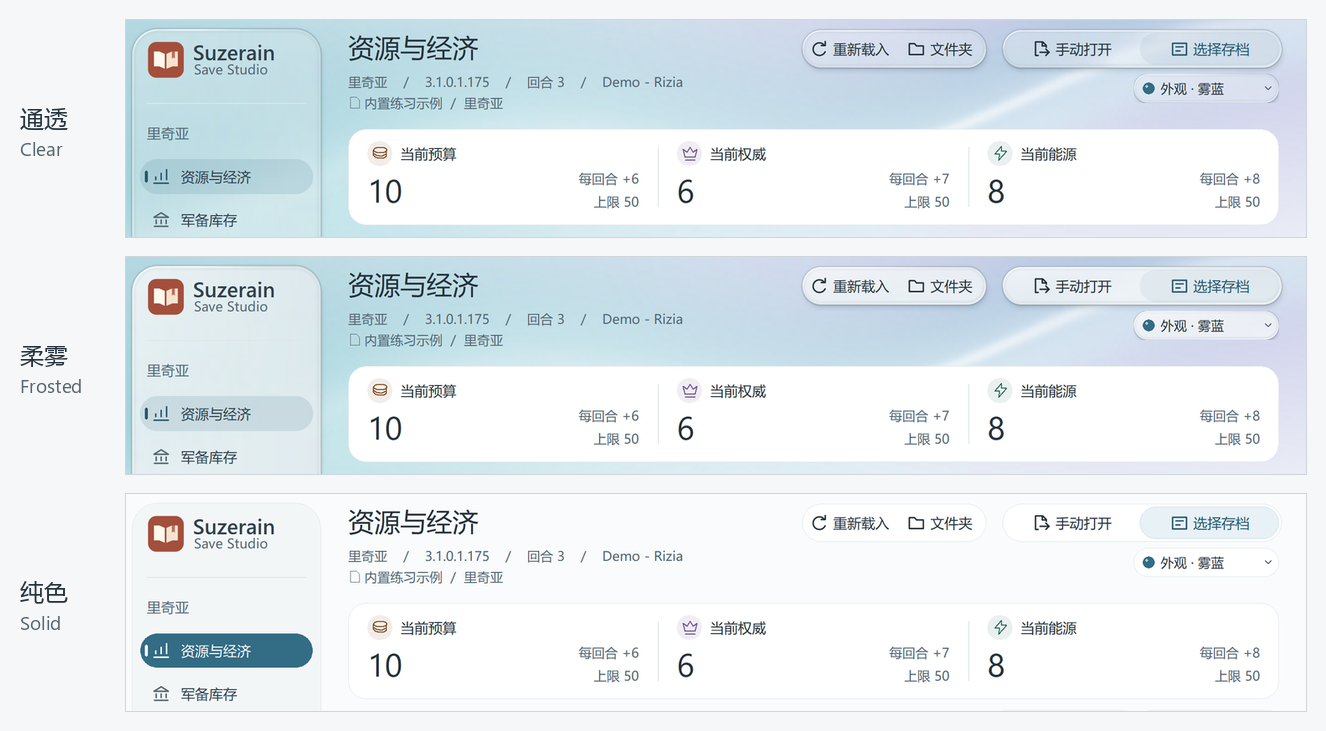 通透
Clear
Suzerain
Save Studio
里奇亚
资源与经济
军备库存
资源与经济
里奇亚 / 3.1.0.1.175 / 回合 3 / Demo - Rizia
内置练习示例 / 里奇亚
重新载入 文件夹 手动打开 选择存档
外观 · 雾蓝
当前预算
10
每回合 +6
上限 50
当前权威
6
每回合 +7
上限 50
当前能源
8
每回合 +8
上限 50
柔雾
Frosted
Suzerain
Save Studio
里奇亚
资源与经济
军备库存
资源与经济
里奇亚 / 3.1.0.1.175 / 回合 3 / Demo - Rizia
内置练习示例 / 里奇亚
重新载入 文件夹 手动打开 选择存档
外观 · 雾蓝
当前预算
10
每回合 +6
上限 50
当前权威
6
每回合 +7
上限 50
当前能源
8
每回合 +8
上限 50
纯色
Solid
Suzerain
Save Studio
里奇亚
资源与经济
军备库存
资源与经济
里奇亚 / 3.1.0.1.175 / 回合 3 / Demo - Rizia
内置练习示例 / 里奇亚
重新载入 文件夹 手动打开 选择存档
外观 · 雾蓝
当前预算
10
每回合 +6
上限 50
当前权威
6
每回合 +7
上限 50
当前能源
8
每回合 +8
上限 50